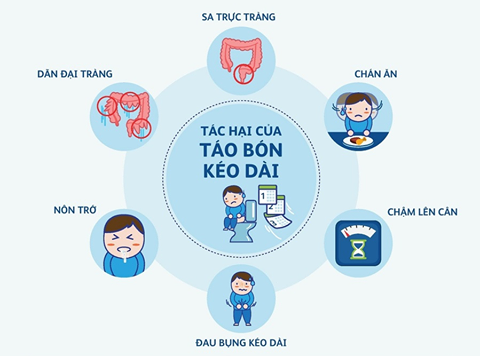 SA TRỰC TRÀNG
DÃN ĐẠI TRÀNG
CHÁN ĂN
TÁC HẠI CỦA
TÁO BÓN
KÉO DÀI
1
NÔN TRỚ
CHẬM LÊN CÂN
ĐAU BỤNG KÉO DÀI